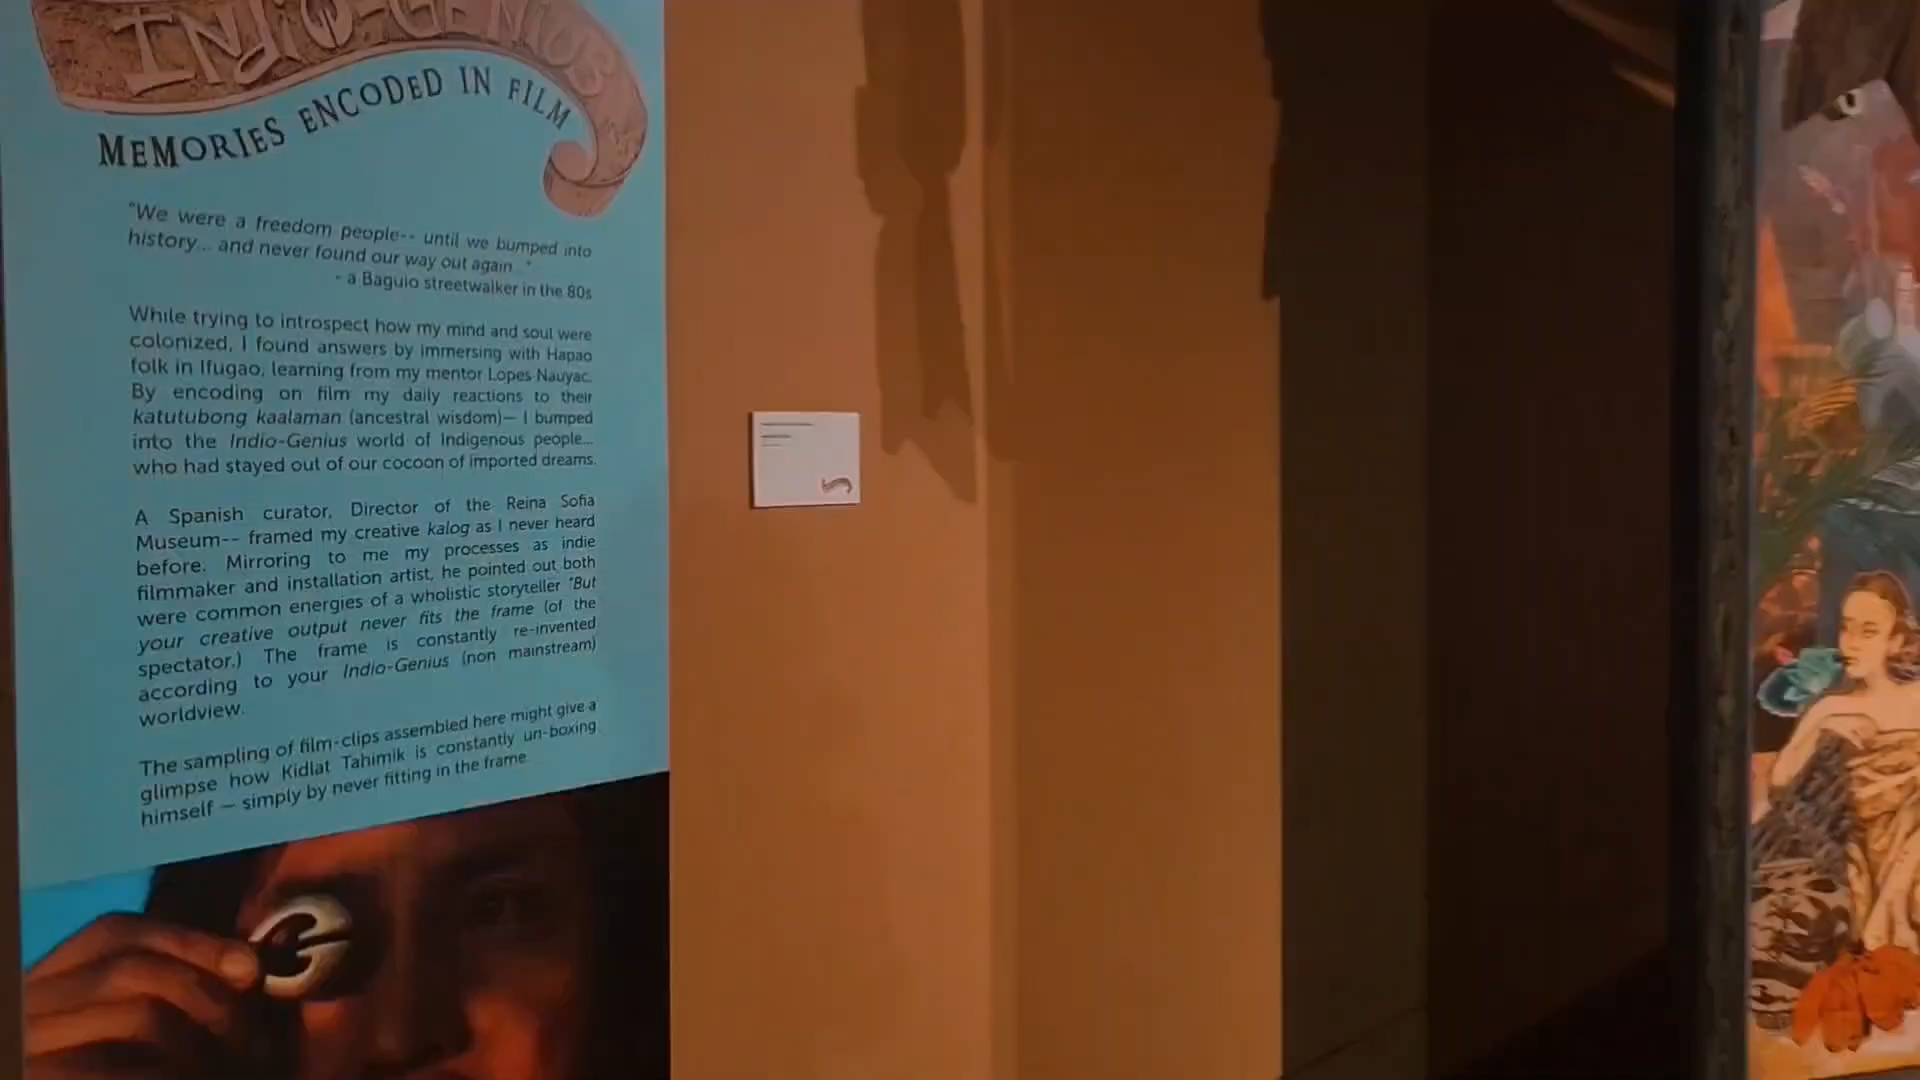 INdiO-GENiUS
MEMORIES ENCODED IN FILM
"We were a freedom people-- until we bumped into
history... and never found our way out again..."
- a Baguio streetwalker in the 80s
While trying to introspect how my mind and soul were
colonized, I found answers by immersing with Hapao
folk in Ifugao, learning from my mentor Lopes Nauyac.
By encoding on film my daily reactions to their
katutubong kaalaman (ancestral wisdom)— I bumped
into the Indio-Genius world of Indigenous people...
who had stayed out of our cocoon of imported dreams.
A Spanish curator, Director of the Reina Sofia
Museum-- framed my creative kalog as I never heard
before. Mirroring to me my processes as indie
filmmaker and installation artist, he pointed out both
were common energies of a wholistic storyteller "But
your creative output never fits the frame (of the
spectator.) The frame is constantly re-invented
according to your Indio-Genius (non mainstream)
worldview.
The sampling of film-clips assembled here might give a
glimpse how Kidlat Tahimik is constantly un-boxing
himself — simply by never fitting in the frame.